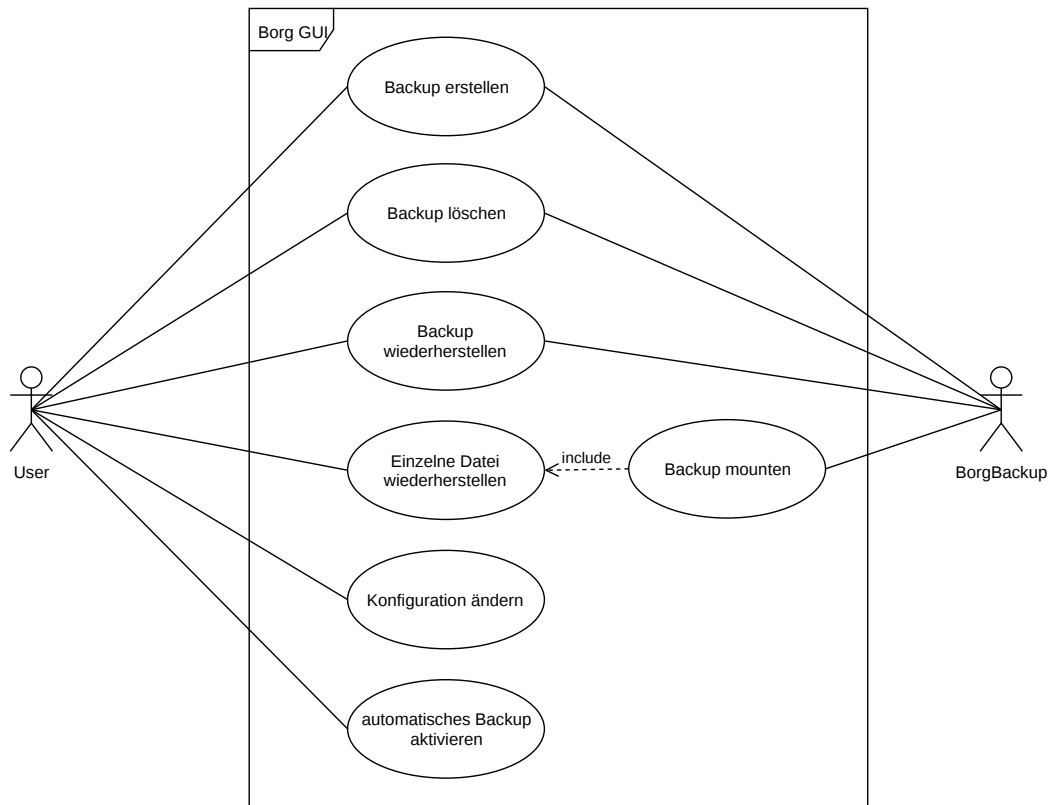 Borg GUI
Backup erstellen
Backup löschen
Backup
wiederherstellen
User
Einzelne Datei
wiederherstellen
include
Backup mounten
BorgBackup
Konfiguration ändern
automatisches Backup
aktivieren